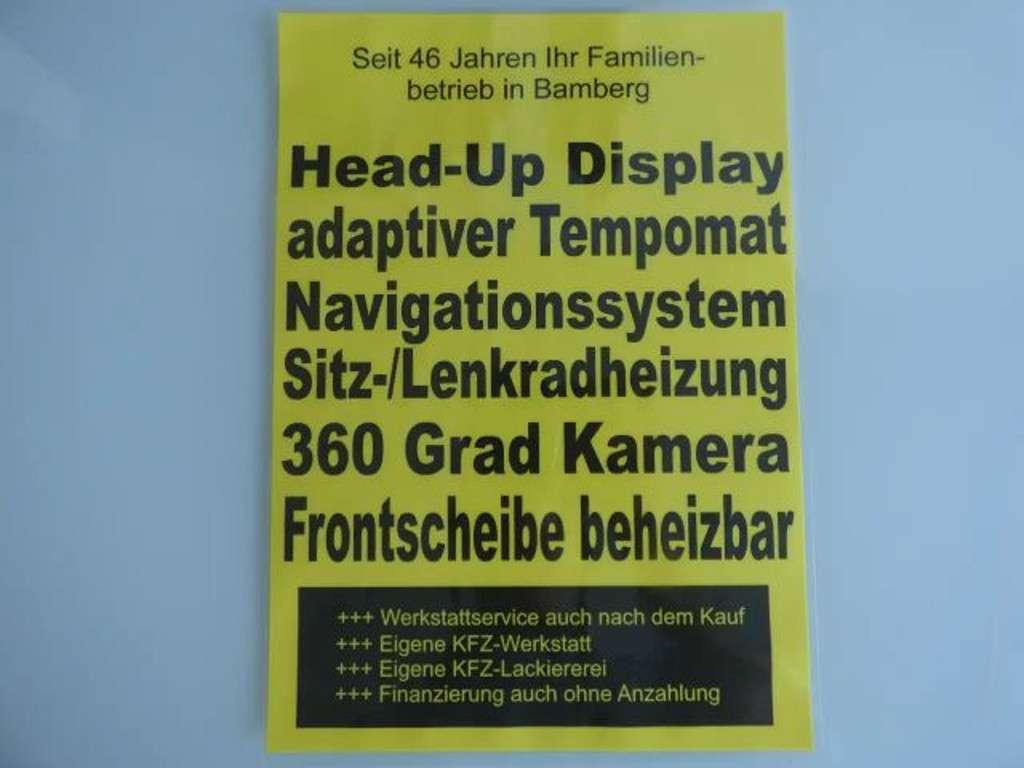 Seit 46 Jahren Ihr Familien-
betrieb in Bamberg
Head-Up Display
adaptiver Tempomat
Navigationssystem
Sitz-/Lenkradheizung
360 Grad Kamera
Frontscheibe beheizbar
+++ Werkstattservice auch nach dem Kauf
+++ Eigene KFZ-Werkstatt
+++ Eigene KFZ-Lackiererei
+++ Finanzierung auch ohne Anzahlung